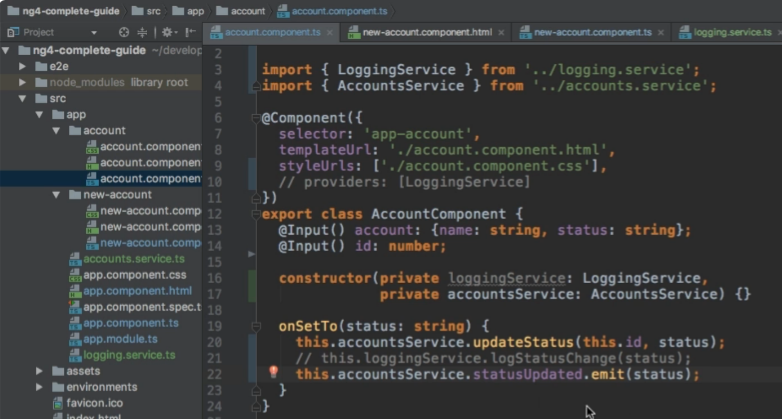 ng4-complete-guide src app account account.component.ts
Project
account.component.ts × new-account.component.html × new-account.component.ts × logging.service.ts ×
ng4-complete-guide ~/develop
e2e
node_modules library root
src
app
account
account.component
account.component
account.component
new-account
new-account.comp
new-account.comp
new-account.comp
accounts.service.ts
app.component.css
app.component.html
app.component.spec.t
app.component.ts
app.module.ts
logging.service.ts
assets
environments
favicon.ico
index.html
2
3 import { LoggingService } from '../logging.service';
4 import { AccountsService } from '../accounts.service';
5
6 @Component({
7 selector: 'app-account',
8 templateUrl: './account.component.html',
9 styleUrls: ['./account.component.css'],
10 // providers: [LoggingService]
11 })
12 export class AccountComponent {
13 @Input() account: {name: string, status: string};
14 @Input() id: number;
15
16 constructor(private loggingService: LoggingService,
17 private accountsService: AccountsService) {}
18
19 onSetTo(status: string) {
20 this.accountsService.updateStatus(this.id, status);
21 // this.loggingService.logStatusChange(status);
22 this.accountsService.statusUpdated.emit(status);
23 }
24 }